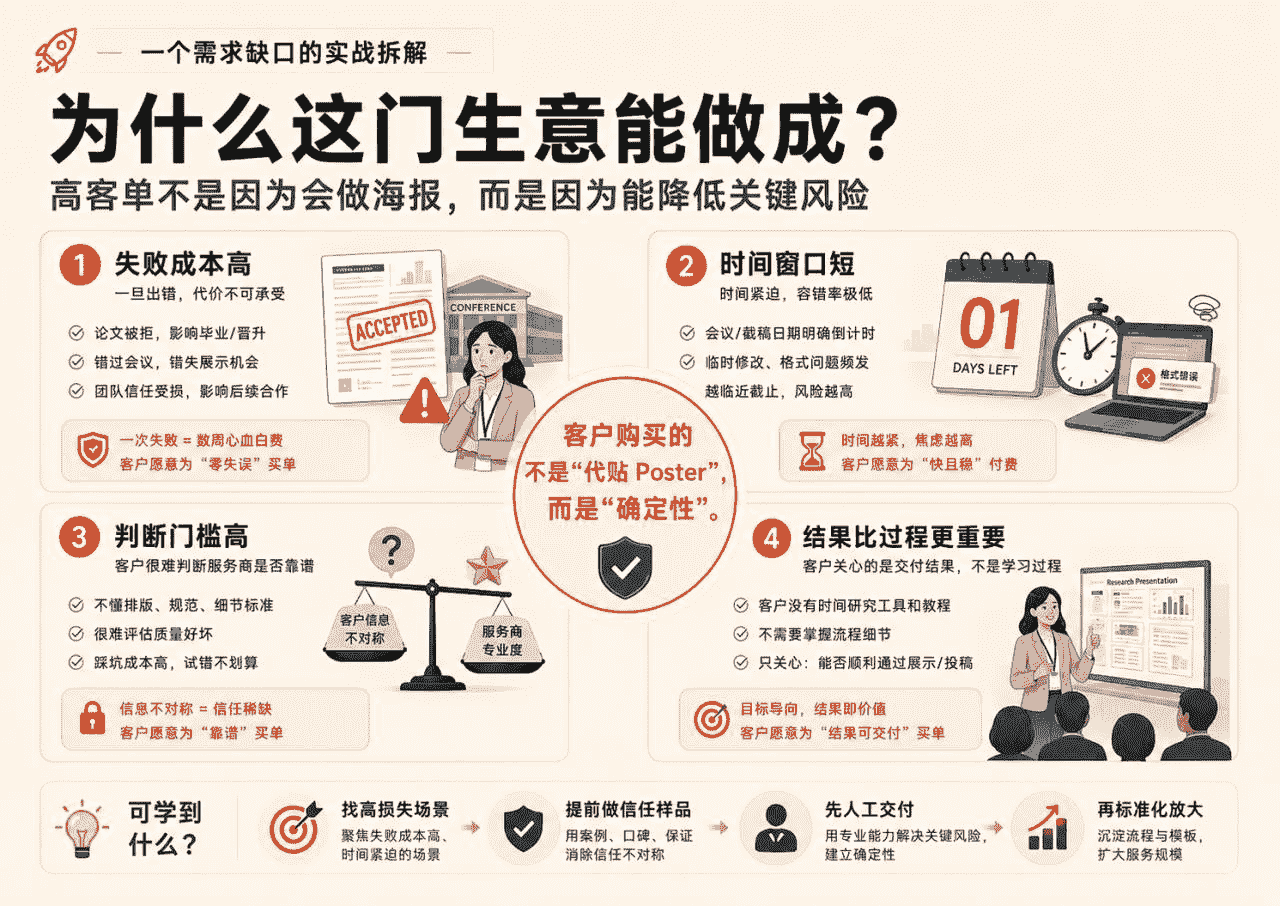 一个需求缺口的实战拆解
为什么这门生意能做成?
高客单不是因为会做海报，而是因为能降低关键风险
1 失败成本高
一旦出错，代价不可承受
论文被拒，影响毕业/晋升
错过会议，错失展示机会
团队信任受损，影响后续合作
一次失败 = 数周心血白费
客户愿意为“零失误”买单
ACCEPTED
CONFERENCE
2 时间窗口短
时间紧迫，容错率极低
会议/截稿日期明确倒计时
临时修改、格式问题频发
越临近截止，风险越高
时间越紧，焦虑越高
客户愿意为“快且稳”付费
01
DAYS LEFT
格式错误
客户购买的
不是“代贴 Poster”，
而是“确定性”。
3 判断门槛高
客户很难判断服务商是否靠谱
不懂排版、规范、细节标准
很难评估质量好坏
踩坑成本高，试错不划算
信息不对称 = 信任稀缺
客户愿意为“靠谱”买单
?
客户信息
不对称
服务商
专业度
4 结果比过程更重要
客户关心的是交付结果，不是学习过程
客户没有时间研究工具和教程
不需要掌握流程细节
只关心：能否顺利通过展示/投稿
目标导向，结果即价值
客户愿意为“结果可交付”买单
Research Presentation
可学到
什么?
找高损失场景
聚焦失败成本高、
时间紧迫的场景
提前做信任样品
用案例、口碑、保证
消除信任不对称
先人工交付
用专业能力解决关键风险，
建立确定性
再标准化放大
沉淀流程与模板，
扩大服务规模